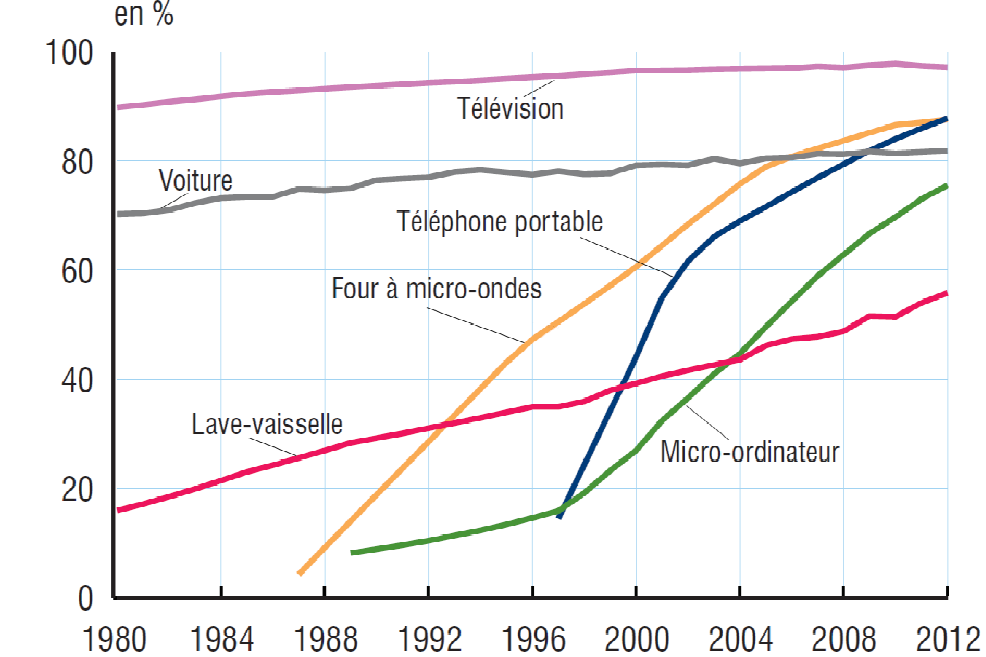 en %
100
Télévision
80
Voiture
Téléphone portable
60
Four à micro-ondes
40
Lave-vaisselle
Micro-ordinateur
20
0
1980 1984 1988 1992 1996 2000 2004 2008 2012